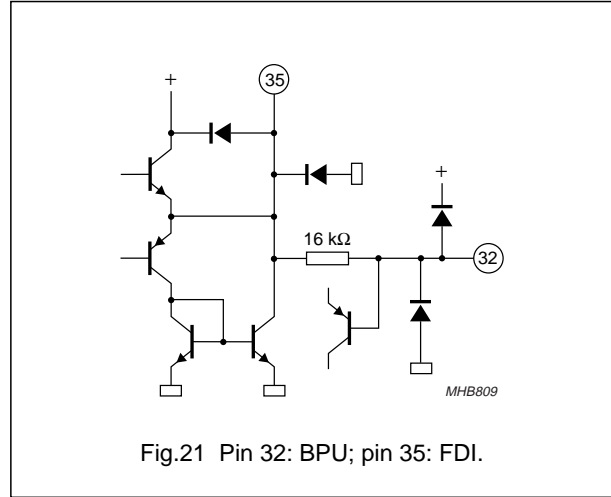 +
35
+
16 kΩ
32
MHB809
Fig.21 Pin 32: BPU; pin 35: FDI.